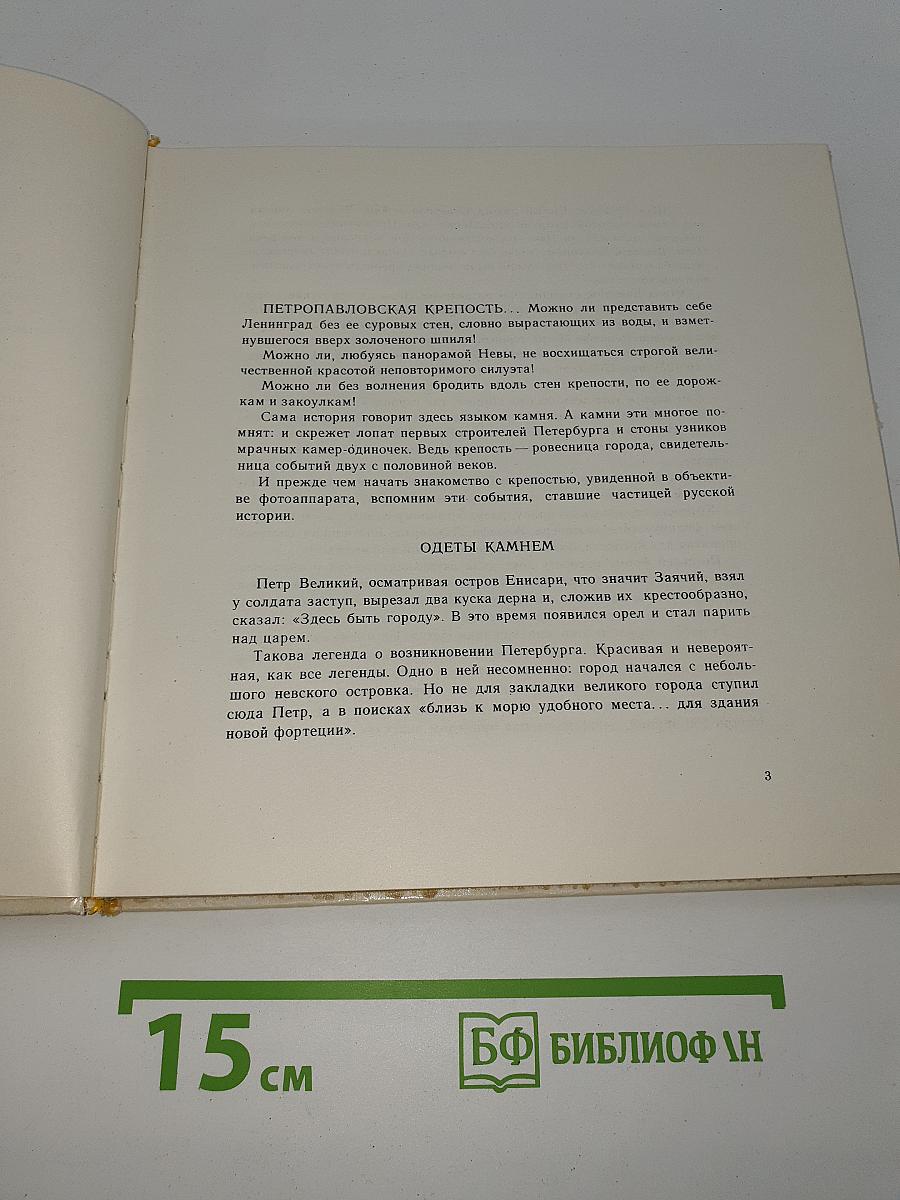 ПЕТРОПАВЛОВСКАЯ КРЕПОСТЬ... Можно ли представить себе
Ленинград без ее суровых стен, словно вырастающих из воды, и взмет-
нувшегося вверх золоченого шпиля!
Можно ли, любуясь панорамой Невы, не восхищаться строгой вели-
чественной красотой неповторимого силуэта!
Можно ли без волнения бродить вдоль стен крепости, по ее дорож-
кам и закоулкам!
Сама история говорит здесь языком камня. А камни эти многое по-
мнят: и скрежет лопат первых строителей Петербурга и стоны узников
мрачных камер-одиночек. Ведь крепость — ровесница города, свидетель-
ница событий двух с половиной веков.
И прежде чем начать знакомство с крепостью, увиденной в объекти-
ве фотоаппарата, вспомним эти события, ставшие частицей русской
истории.
ОДЕТЫ КАМНЕМ
Петр Великий, осматривая остров Енисари, что значит Заячий, взял
у солдата заступ, вырезал два куска дерна и, сложив их крестообразно,
сказал: «Здесь быть городу». В это время появился орел и стал парить
над царем.
Такова легенда о возникновении Петербурга. Красивая и невероят-
ная, как все легенды. Одно в ней несомненно: город начался с неболь-
шого невского островка. Но не для закладки великого города ступил
сюда Петр, а в поисках «близь к морю удобного места... для здания
новой фортеции».
3
15 см
БФ БИБЛИОФАН